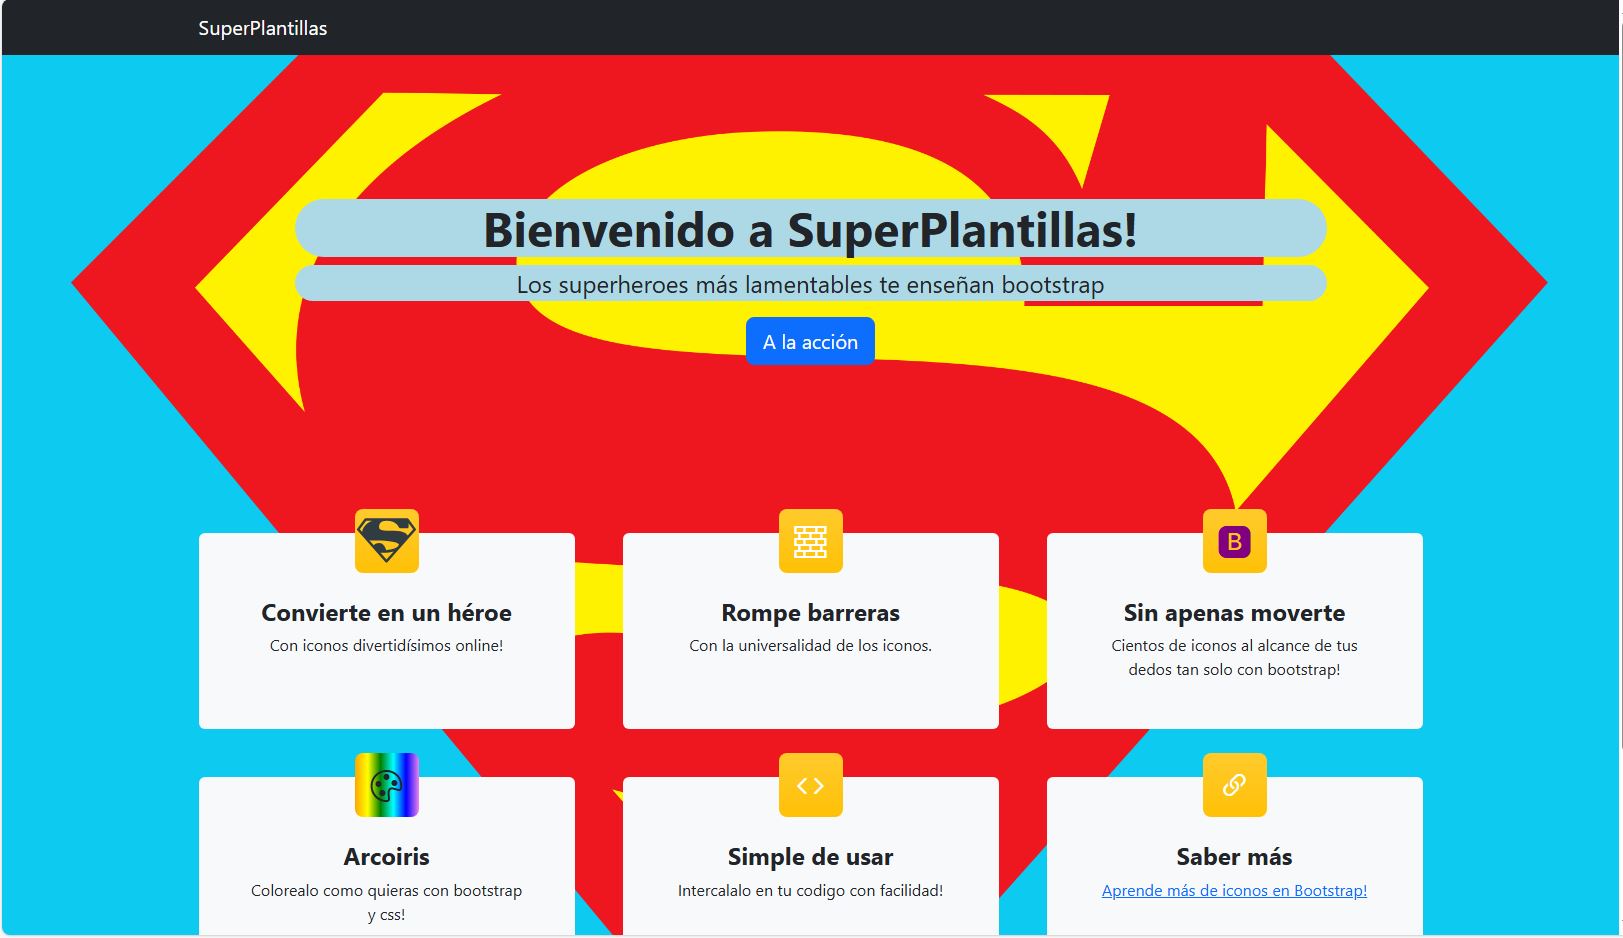 SuperPlantillas
Bienvenido a SuperPlantillas!
Los superheroes más lamentables te enseñan bootstrap
A la acción
Convierte en un héroe
Con iconos divertidísimos online!
Rompe barreras
Con la universalidad de los iconos.
B
Sin apenas moverte
Cientos de iconos al alcance de tus
dedos tan solo con bootstrap!
Arcoiris
Colorealo como quieras con bootstrap
y css!
Simple de usar
Intercalalo en tu codigo con facilidad!
Saber más
Aprende más de iconos en Bootstrap!